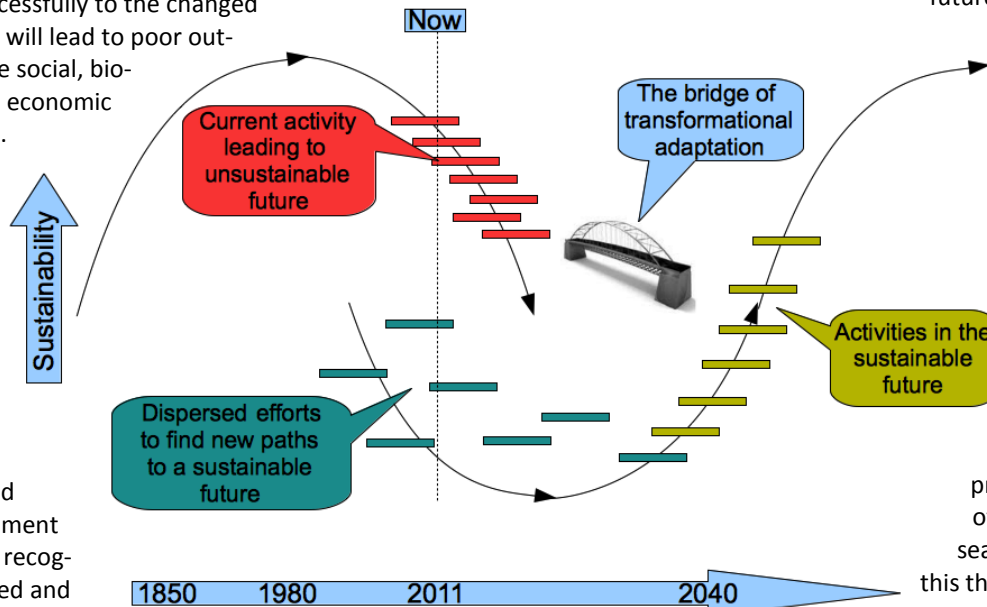 cessfully to the changed
will lead to poor out-
e social, bio-
economic
.
future
Now
Current activity
leading to
unsustainable
future
The bridge of
transformational
adaptation
Sustainability
Activities in the
sustainable
future
Dispersed efforts
to find new paths
to a sustainable
future
d
ment
recog-
ed and
pr
o
sea
this th
1850 1980 2011 2040